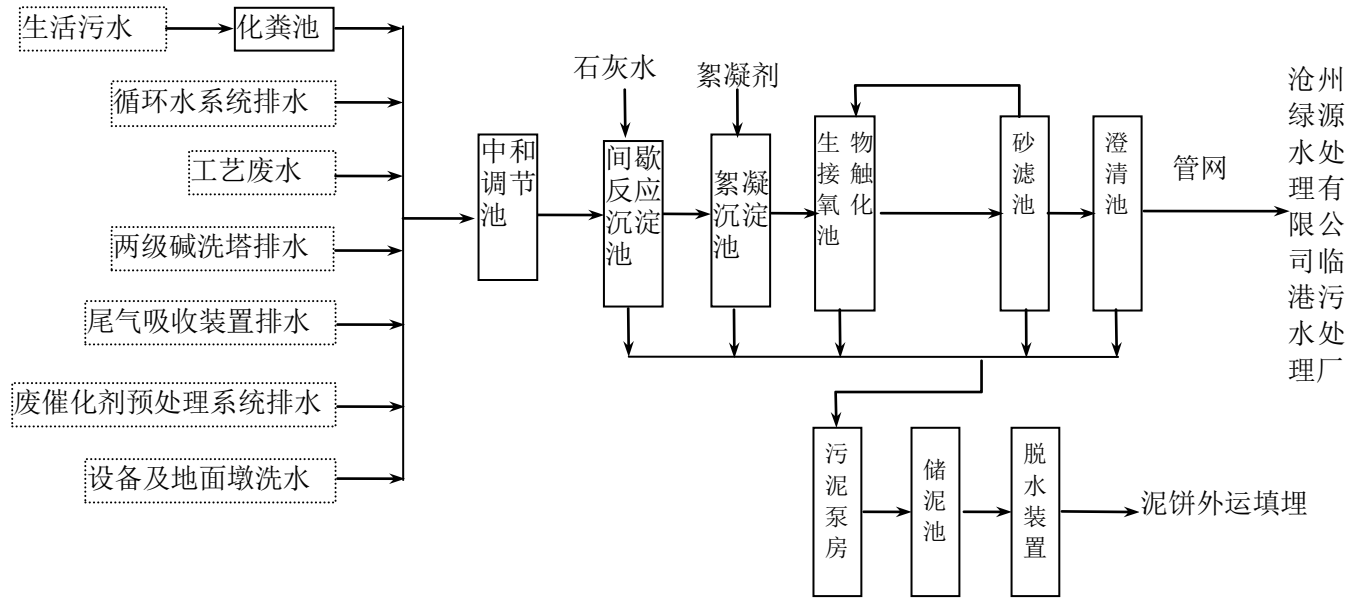 生活污水
化粪池
循环水系统排水
工艺废水
两级碱洗塔排水
尾气吸收装置排水
废催化剂预处理系统排水
设备及地面墩洗水
中和
调节
池
石灰水
间歇
反应
沉淀
池
絮凝剂
絮凝
沉淀
池
生物
接触
氧化
池
砂
滤
池
澄
清
池
管网
沧州
绿源
水处
理有
限公
司临
港污
水处
理厂
污
泥
泵
房
储
泥
池
脱
水
装
置
泥饼外运填埋